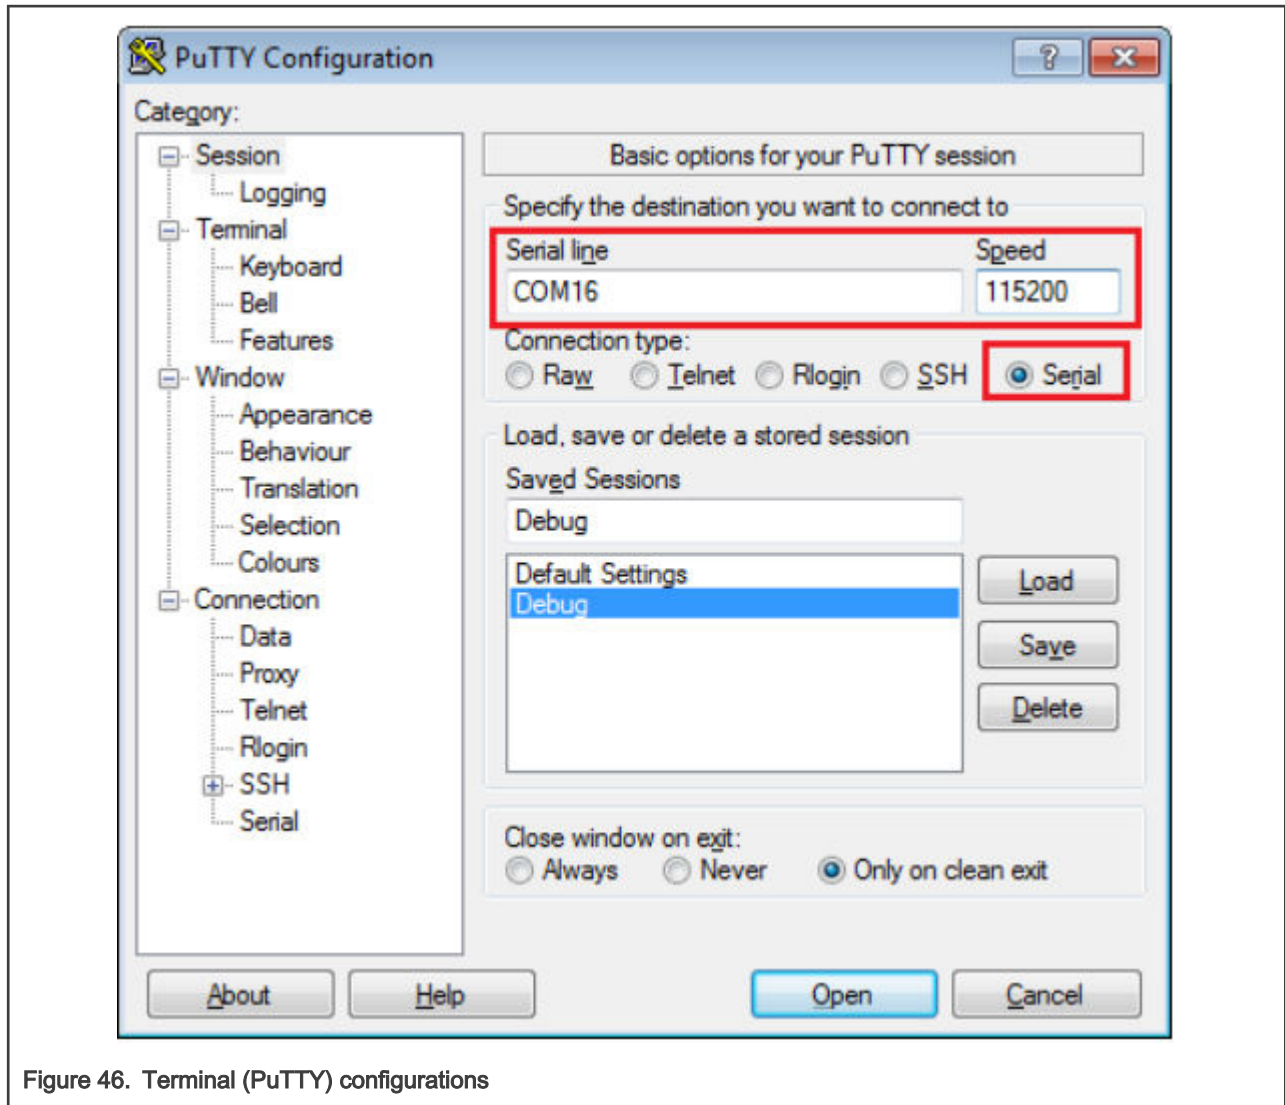 PuTTY Configuration
Category:
Session
Logging
Terminal
Keyboard
Bell
Features
Window
Appearance
Behaviour
Translation
Selection
Colours
Connection
Data
Proxy
Telnet
Rlogin
SSH
Serial
Basic options for your PuTTY session
Specify the destination you want to connect to
Serial line Speed
COM16 115200
Connection type:
Raw Telnet Rlogin SSH Serial
Load, save or delete a stored session
Saved Sessions
Debug
Default Settings
Debug
Load
Save
Delete
Close window on exit:
Always Never Only on clean exit
About Help Open Cancel
Figure 46. Terminal (PuTTY) configurations